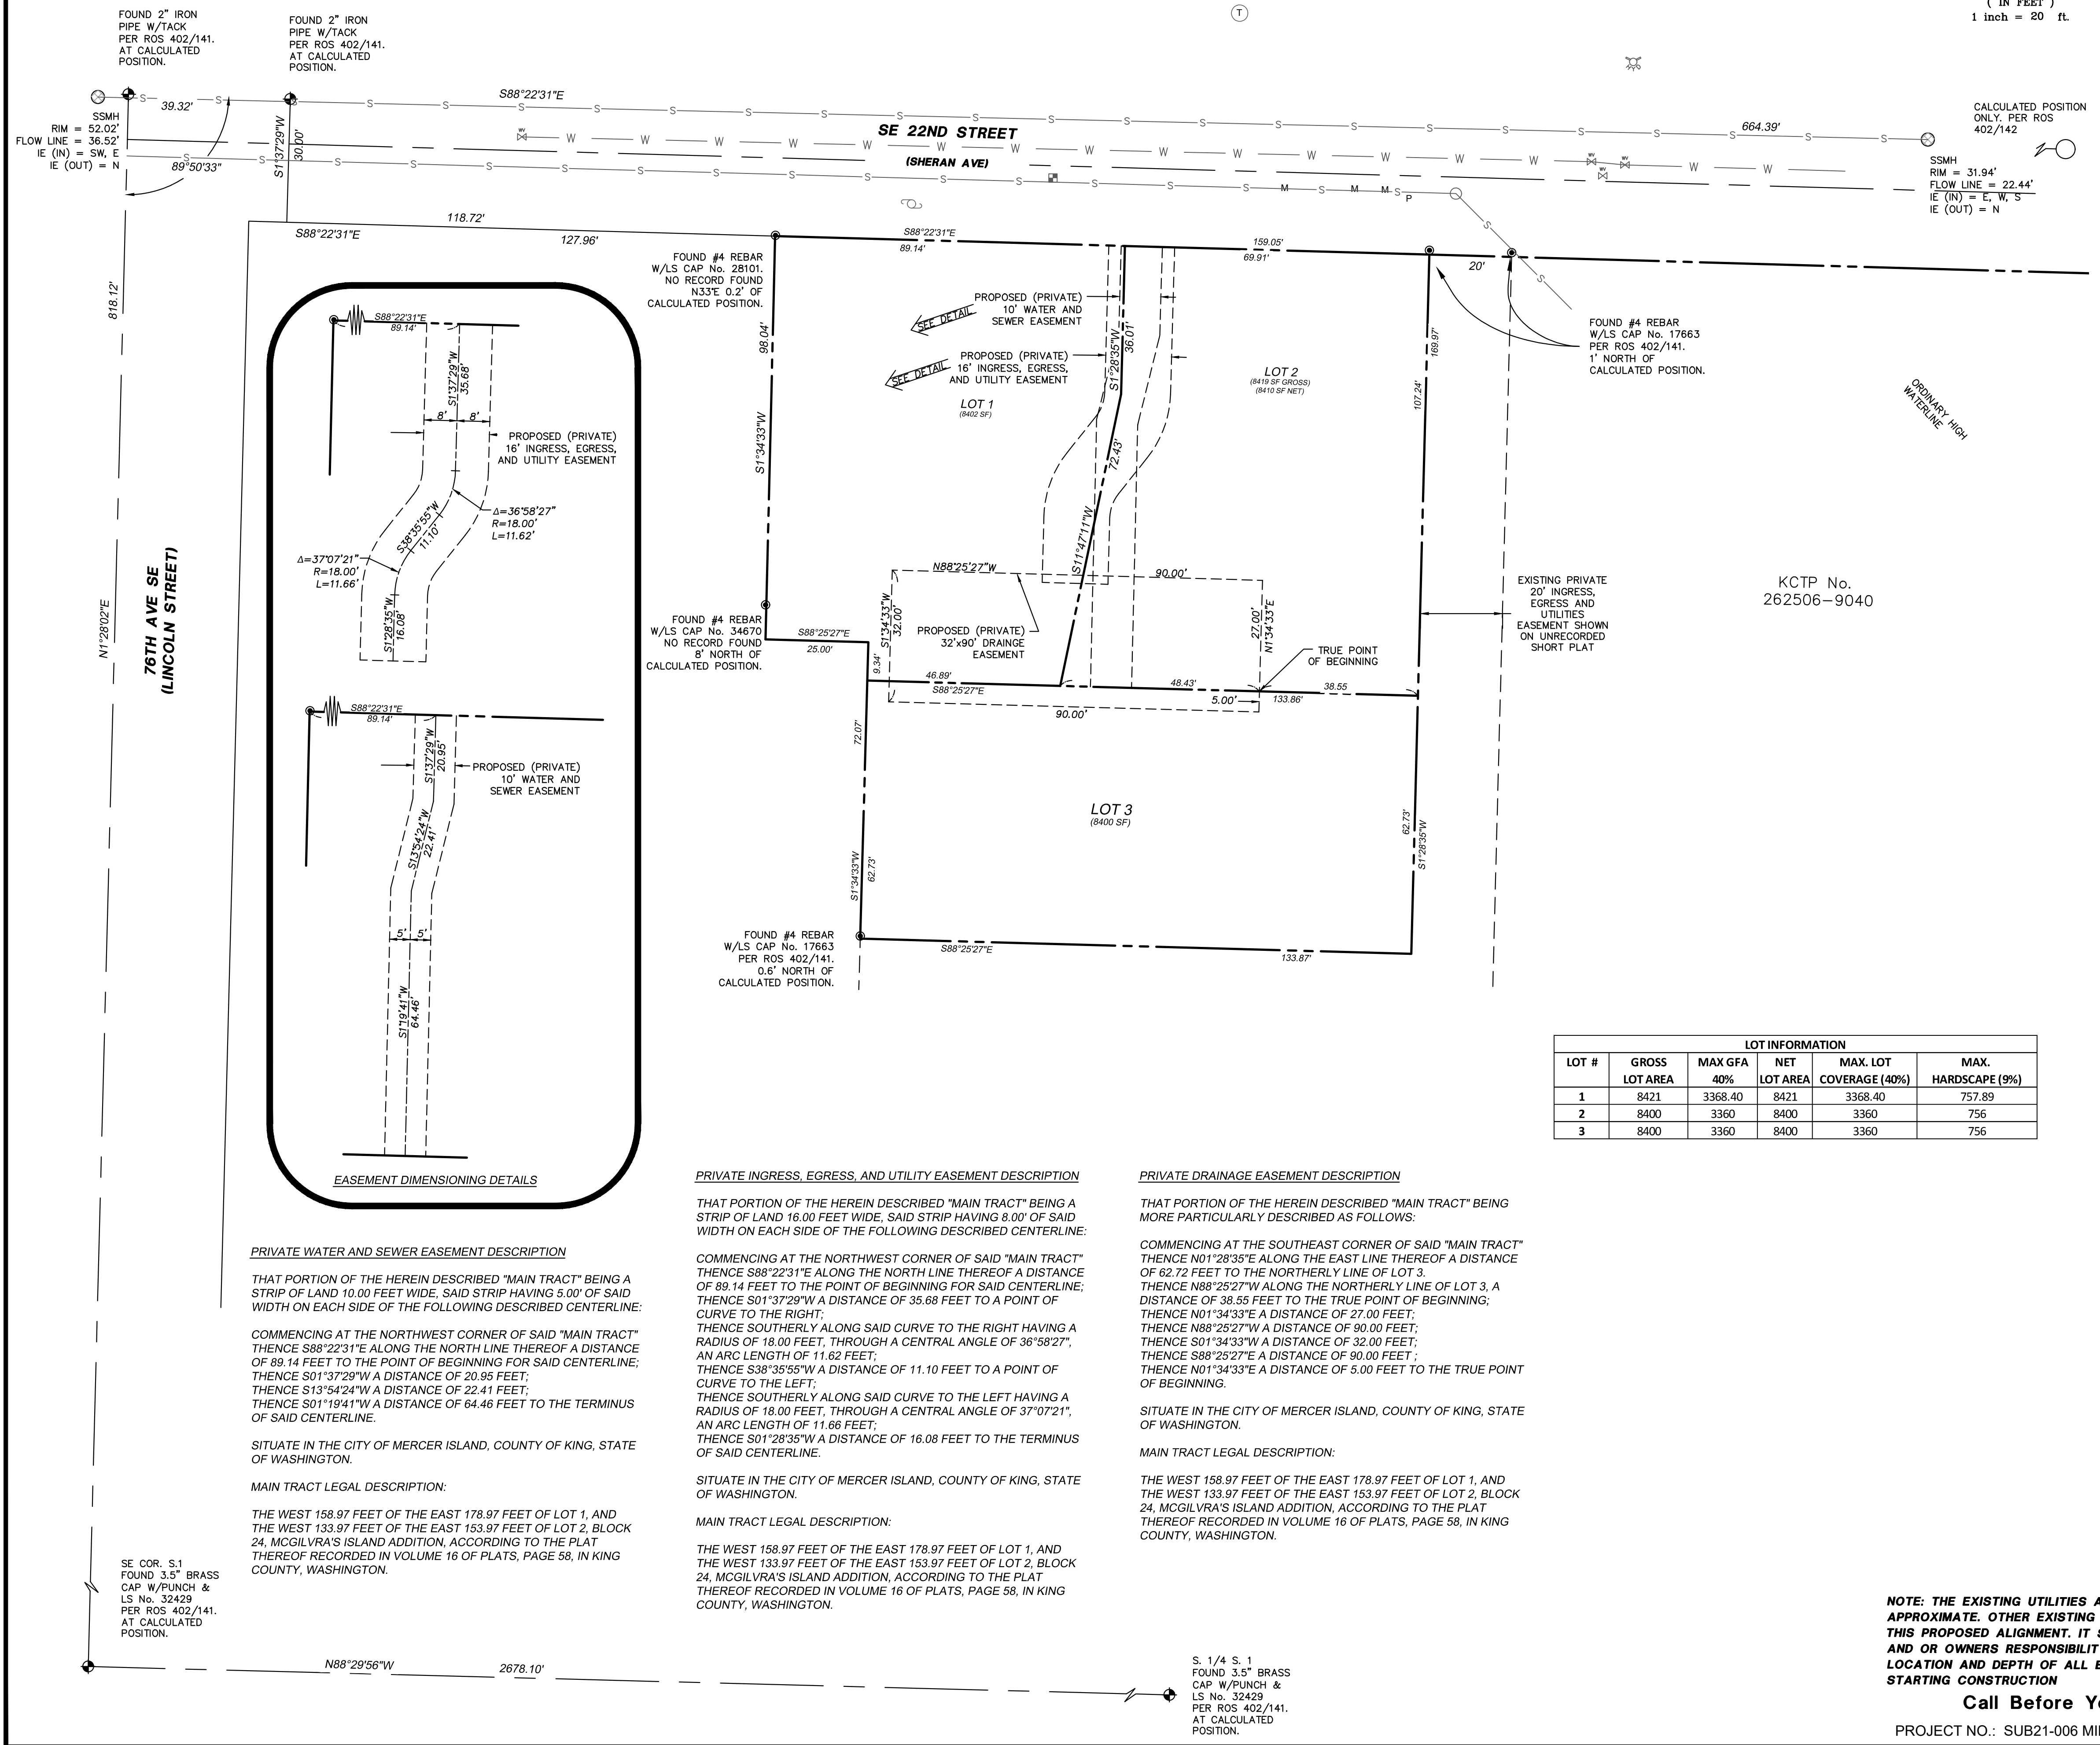 ( IN FEET )
1 inch = 20 ft.
T
FOUND 2" IRON
PIPE W/TACK
PER ROS 402/141.
AT CALCULATED
POSITION.
FOUND 2" IRON
PIPE W/TACK
PER ROS 402/141.
AT CALCULATED
POSITION.
39.32'
S88°22'31"E
SSMH
RIM = 52.02'
FLOW LINE = 36.52'
IE (IN) = SW, E
IE (OUT) = N
89°50'33"
S1°37'29"W
30.00'
SE 22ND STREET
(SHERAN AVE)
664.39'
CALCULATED POSITION
ONLY. PER ROS
402/142
SSMH
RIM = 31.94'
FLOW LINE = 22.44'
IE (IN) = E, W, S
IE (OUT) = N
118.72'
S88°22'31"E
127.96'
S88°22'31"E
89.14'
159.05'
69.91'
20'
818.12'
N1°28'02"E
76TH AVE SE
(LINCOLN STREET)
FOUND #4 REBAR
W/LS CAP No. 28101.
NO RECORD FOUND
N33°E 0.2' OF
CALCULATED POSITION.
98.04'
S1°34'33"W
PROPOSED (PRIVATE)
10' WATER AND
SEWER EASEMENT
SEE DETAIL
PROPOSED (PRIVATE)
16' INGRESS, EGRESS,
AND UTILITY EASEMENT
SEE DETAIL
LOT 1
(8402 SF)
S1°28'35"W
36.01'
72.43'
S11°47'11"W
LOT 2
(8419 SF GROSS)
(8410 SF NET)
169.97'
107.24'
FOUND #4 REBAR
W/LS CAP No. 17663
PER ROS 402/141.
1' NORTH OF
CALCULATED POSITION.
ORDINARY HIGH
WATERLINE
KCTP No.
262506-9040
EXISTING PRIVATE
20' INGRESS,
EGRESS AND
UTILITIES
EASEMENT SHOWN
ON UNRECORDED
SHORT PLAT
FOUND #4 REBAR
W/LS CAP No. 34670
NO RECORD FOUND
8' NORTH OF
CALCULATED POSITION.
S88°25'27"E
25.00'
N88°25'27"W
90.00'
S1°34'33"W
32.00'
PROPOSED (PRIVATE)
32'x90' DRAINGE
EASEMENT
27.00'
N1°34'33"E
TRUE POINT
OF BEGINNING
9.34'
46.89'
S88°25'27"E
48.43'
38.55
5.00'
133.86'
90.00'
72.07'
LOT 3
(8400 SF)
62.73'
S1°28'35"W
S1°34'33"W
62.73'
FOUND #4 REBAR
W/LS CAP No. 17663
PER ROS 402/141.
0.6' NORTH OF
CALCULATED POSITION.
S88°25'27"E
133.87'
S88°22'31"E
89.14'
S1°37'29"W
35.68'
8'
8'
PROPOSED (PRIVATE)
16' INGRESS, EGRESS,
AND UTILITY EASEMENT
Δ=36°58'27"
R=18.00'
L=11.62'
S38°35'55"W
11.10'
Δ=37°07'21"
R=18.00'
L=11.66'
S1°28'35"W
16.08'
S88°22'31"E
89.14'
S1°37'29"W
20.95'
PROPOSED (PRIVATE)
10' WATER AND
SEWER EASEMENT
S13°54'24"W
22.41'
5'
5'
S1°19'41"W
64.46'
EASEMENT DIMENSIONING DETAILS
LOT INFORMATION
LOT # GROSS LOT AREA MAX GFA 40% NET LOT AREA MAX. LOT COVERAGE (40%) MAX. HARDSCAPE (9%)
1 8421 3368.40 8421 3368.40 757.89
2 8400 3360 8400 3360 756
3 8400 3360 8400 3360 756
PRIVATE WATER AND SEWER EASEMENT DESCRIPTION
THAT PORTION OF THE HEREIN DESCRIBED "MAIN TRACT" BEING A
STRIP OF LAND 10.00 FEET WIDE, SAID STRIP HAVING 5.00' OF SAID
WIDTH ON EACH SIDE OF THE FOLLOWING DESCRIBED CENTERLINE:
COMMENCING AT THE NORTHWEST CORNER OF SAID "MAIN TRACT"
THENCE S88°22'31"E ALONG THE NORTH LINE THEREOF A DISTANCE
OF 89.14 FEET TO THE POINT OF BEGINNING FOR SAID CENTERLINE;
THENCE S01°37'29"W A DISTANCE OF 20.95 FEET;
THENCE S13°54'24"W A DISTANCE OF 22.41 FEET;
THENCE S01°19'41"W A DISTANCE OF 64.46 FEET TO THE TERMINUS
OF SAID CENTERLINE.
SITUATE IN THE CITY OF MERCER ISLAND, COUNTY OF KING, STATE
OF WASHINGTON.
MAIN TRACT LEGAL DESCRIPTION:
THE WEST 158.97 FEET OF THE EAST 178.97 FEET OF LOT 1, AND
THE WEST 133.97 FEET OF THE EAST 153.97 FEET OF LOT 2, BLOCK
24, MCGILVRA'S ISLAND ADDITION, ACCORDING TO THE PLAT
THEREOF RECORDED IN VOLUME 16 OF PLATS, PAGE 58, IN KING
COUNTY, WASHINGTON.
PRIVATE INGRESS, EGRESS, AND UTILITY EASEMENT DESCRIPTION
THAT PORTION OF THE HEREIN DESCRIBED "MAIN TRACT" BEING A
STRIP OF LAND 16.00 FEET WIDE, SAID STRIP HAVING 8.00' OF SAID
WIDTH ON EACH SIDE OF THE FOLLOWING DESCRIBED CENTERLINE:
COMMENCING AT THE NORTHWEST CORNER OF SAID "MAIN TRACT"
THENCE S88°22'31"E ALONG THE NORTH LINE THEREOF A DISTANCE
OF 89.14 FEET TO THE POINT OF BEGINNING FOR SAID CENTERLINE;
THENCE S01°37'29"W A DISTANCE OF 35.68 FEET TO A POINT OF
CURVE TO THE RIGHT;
THENCE SOUTHERLY ALONG SAID CURVE TO THE RIGHT HAVING A
RADIUS OF 18.00 FEET, THROUGH A CENTRAL ANGLE OF 36°58'27",
AN ARC LENGTH OF 11.62 FEET;
THENCE S38°35'55"W A DISTANCE OF 11.10 FEET TO A POINT OF
CURVE TO THE LEFT;
THENCE SOUTHERLY ALONG SAID CURVE TO THE LEFT HAVING A
RADIUS OF 18.00 FEET, THROUGH A CENTRAL ANGLE OF 37°07'21",
AN ARC LENGTH OF 11.66 FEET;
THENCE S01°28'35"W A DISTANCE OF 16.08 FEET TO THE TERMINUS
OF SAID CENTERLINE.
SITUATE IN THE CITY OF MERCER ISLAND, COUNTY OF KING, STATE
OF WASHINGTON.
MAIN TRACT LEGAL DESCRIPTION:
THE WEST 158.97 FEET OF THE EAST 178.97 FEET OF LOT 1, AND
THE WEST 133.97 FEET OF THE EAST 153.97 FEET OF LOT 2, BLOCK
24, MCGILVRA'S ISLAND ADDITION, ACCORDING TO THE PLAT
THEREOF RECORDED IN VOLUME 16 OF PLATS, PAGE 58, IN KING
COUNTY, WASHINGTON.
PRIVATE DRAINAGE EASEMENT DESCRIPTION
THAT PORTION OF THE HEREIN DESCRIBED "MAIN TRACT" BEING
MORE PARTICULARLY DESCRIBED AS FOLLOWS:
COMMENCING AT THE SOUTHEAST CORNER OF SAID "MAIN TRACT"
THENCE N01°28'35"E ALONG THE EAST LINE THEREOF A DISTANCE
OF 62.72 FEET TO THE NORTHERLY LINE OF LOT 3.
THENCE N88°25'27"W ALONG THE NORTHERLY LINE OF LOT 3, A
DISTANCE OF 38.55 FEET TO THE TRUE POINT OF BEGINNING;
THENCE N01°34'33"E A DISTANCE OF 27.00 FEET;
THENCE N88°25'27"W A DISTANCE OF 90.00 FEET;
THENCE S01°34'33"W A DISTANCE OF 32.00 FEET;
THENCE S88°25'27"E A DISTANCE OF 90.00 FEET ;
THENCE N01°34'33"E A DISTANCE OF 5.00 FEET TO THE TRUE POINT
OF BEGINNING.
SITUATE IN THE CITY OF MERCER ISLAND, COUNTY OF KING, STATE
OF WASHINGTON.
MAIN TRACT LEGAL DESCRIPTION:
THE WEST 158.97 FEET OF THE EAST 178.97 FEET OF LOT 1, AND
THE WEST 133.97 FEET OF THE EAST 153.97 FEET OF LOT 2, BLOCK
24, MCGILVRA'S ISLAND ADDITION, ACCORDING TO THE PLAT
THEREOF RECORDED IN VOLUME 16 OF PLATS, PAGE 58, IN KING
COUNTY, WASHINGTON.
SE COR. S.1
FOUND 3.5" BRASS
CAP W/PUNCH &
LS No. 32429
PER ROS 402/141.
AT CALCULATED
POSITION.
N88°29'56"W
2678.10'
S. 1/4 S. 1
FOUND 3.5" BRASS
CAP W/PUNCH &
LS No. 32429
PER ROS 402/141.
AT CALCULATED
POSITION.
NOTE: THE EXISTING UTILITIES A
APPROXIMATE. OTHER EXISTING
THIS PROPOSED ALIGNMENT. IT S
AND OR OWNERS RESPONSIBILIT
LOCATION AND DEPTH OF ALL E
STARTING CONSTRUCTION
Call Before Yo
PROJECT NO.: SUB21-006 MI